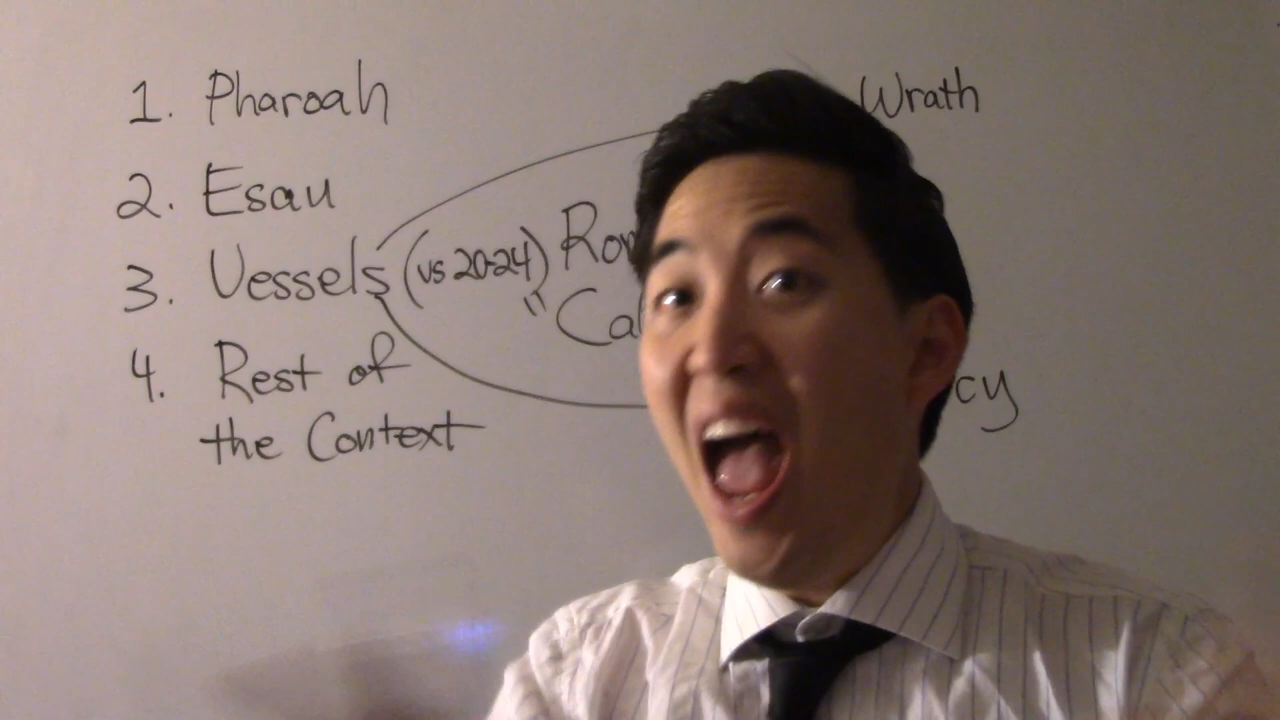 1. Pharoah
Wrath
2. Esau
3. Vessels (vs 20-24)
"
4. Rest of
the Context